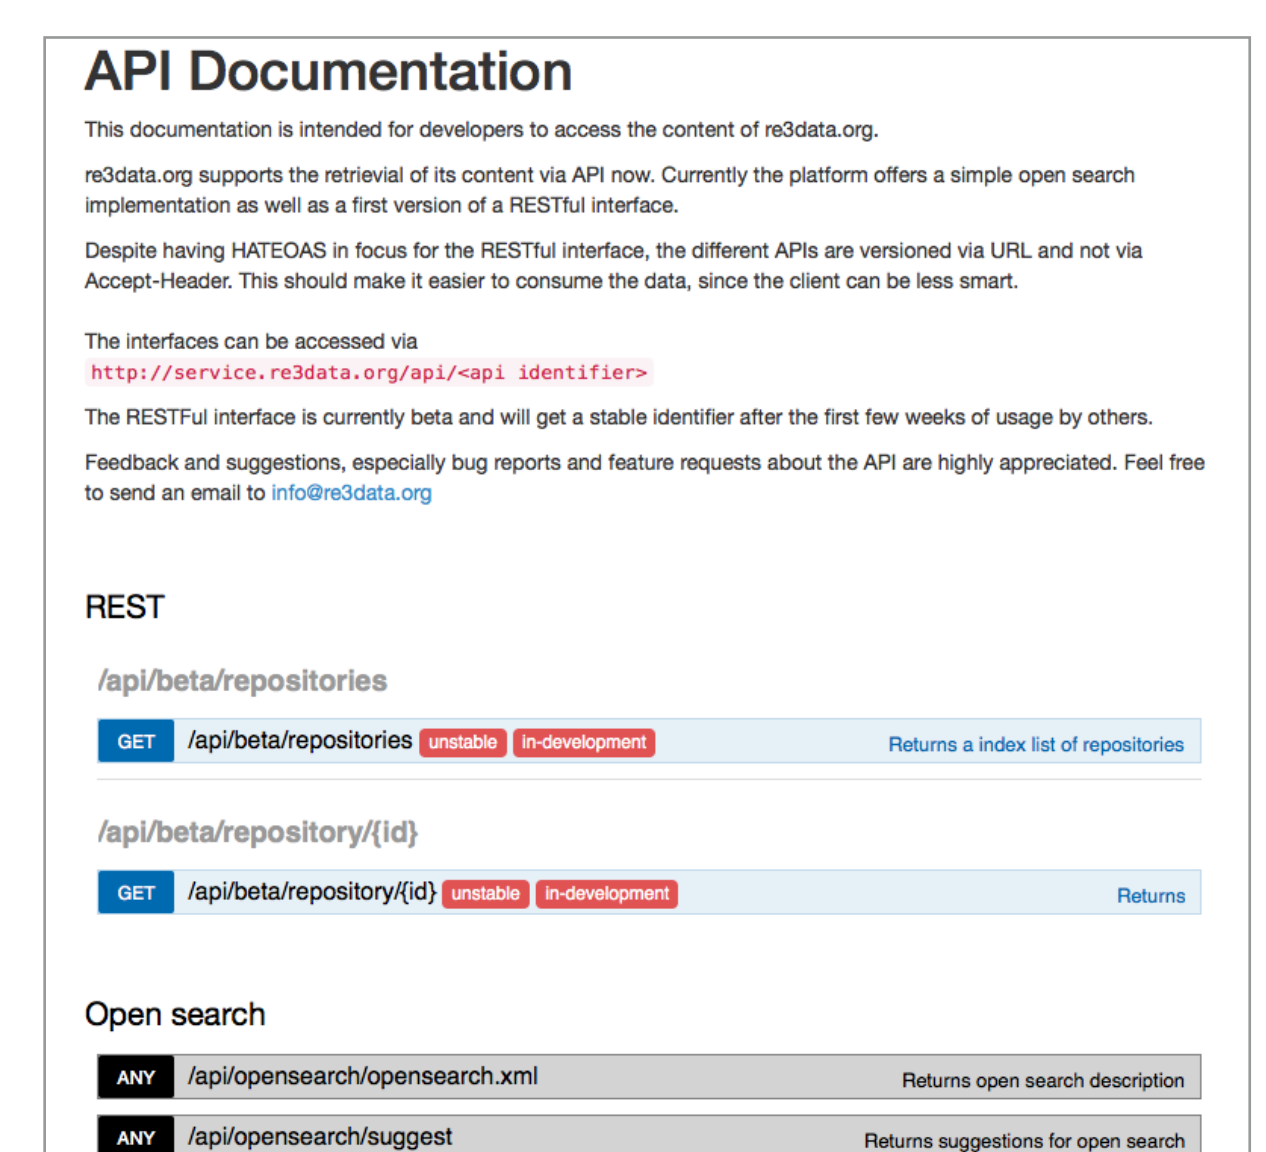 API Documentation
This documentation is intended for developers to access the content of re3data.org.
re3data.org supports the retrievial of its content via API now. Currently the platform offers a simple open search
implementation as well as a first version of a RESTful interface.
Despite having HATEOAS in focus for the RESTful interface, the different APIs are versioned via URL and not via
Accept-Header. This should make it easier to consume the data, since the client can be less smart.
The interfaces can be accessed via
http://service.re3data.org/api/<api identifier>
The RESTFul interface is currently beta and will get a stable identifier after the first few weeks of usage by others.
Feedback and suggestions, especially bug reports and feature requests about the API are highly appreciated. Feel free
to send an email to info@re3data.org
REST
/api/beta/repositories
GET /api/beta/repositories unstable in-development Returns a index list of repositories
/api/beta/repository/{id}
GET /api/beta/repository/{id} unstable in-development Returns
Open search
ANY /api/opensearch/opensearch.xml Returns open search description
ANY /api/opensearch/suggest Returns suggestions for open search